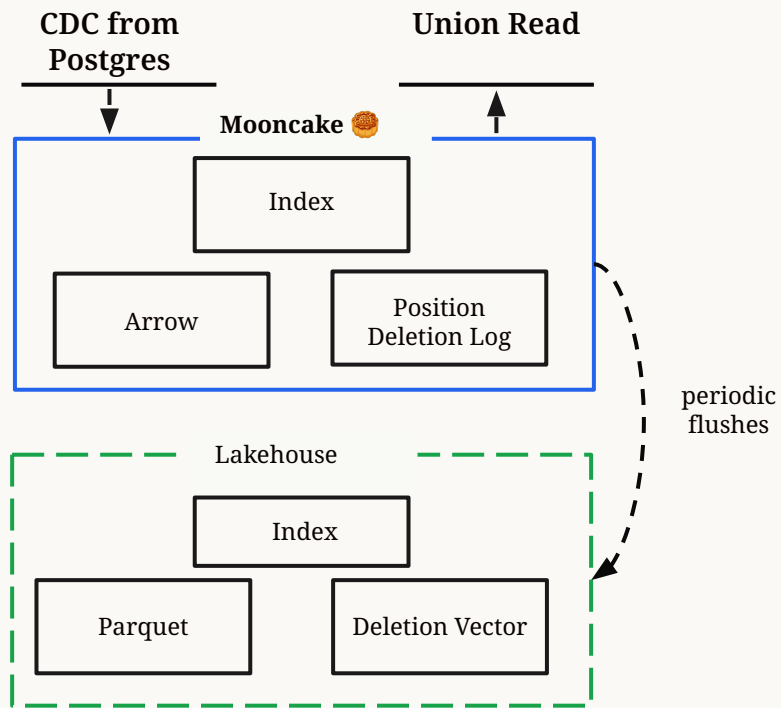 CDC from
Postgres
Union Read
Mooncake 🥮
Index
Arrow
Position
Deletion Log
periodic
flushes
Lakehouse
Index
Parquet
Deletion Vector